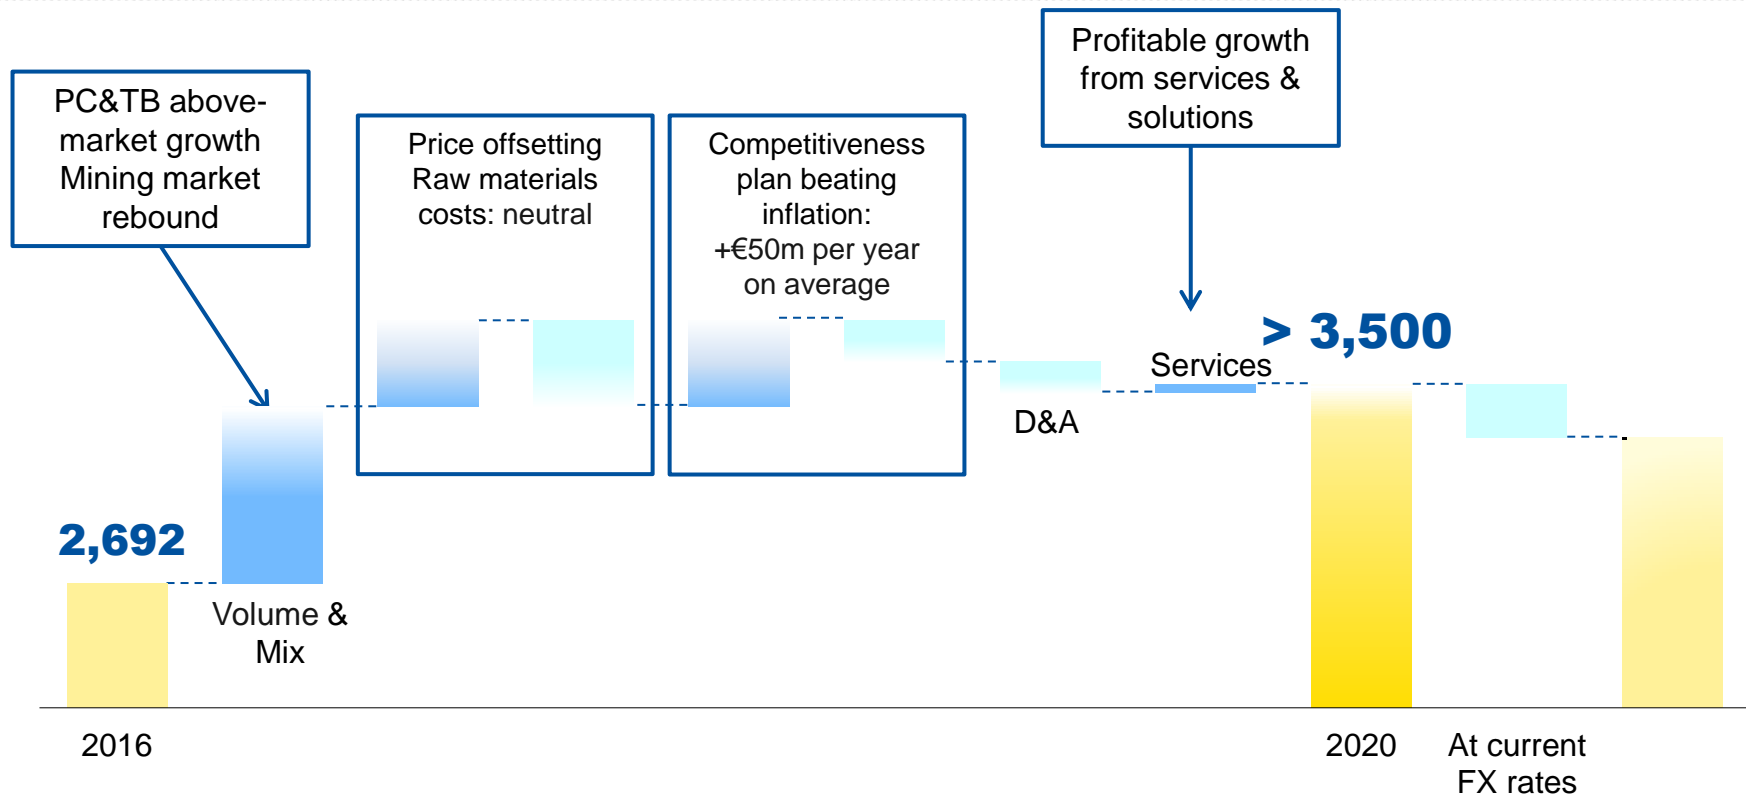 PC&TB above-
market growth
Mining market
rebound
Price offsetting
Raw materials
costs: neutral
Competitiveness
plan beating
inflation:
+€50m per year
on average
Profitable growth
from services &
solutions
2,692
Volume &
Mix
D&A
Services
> 3,500
2016
2020
At current
FX rates